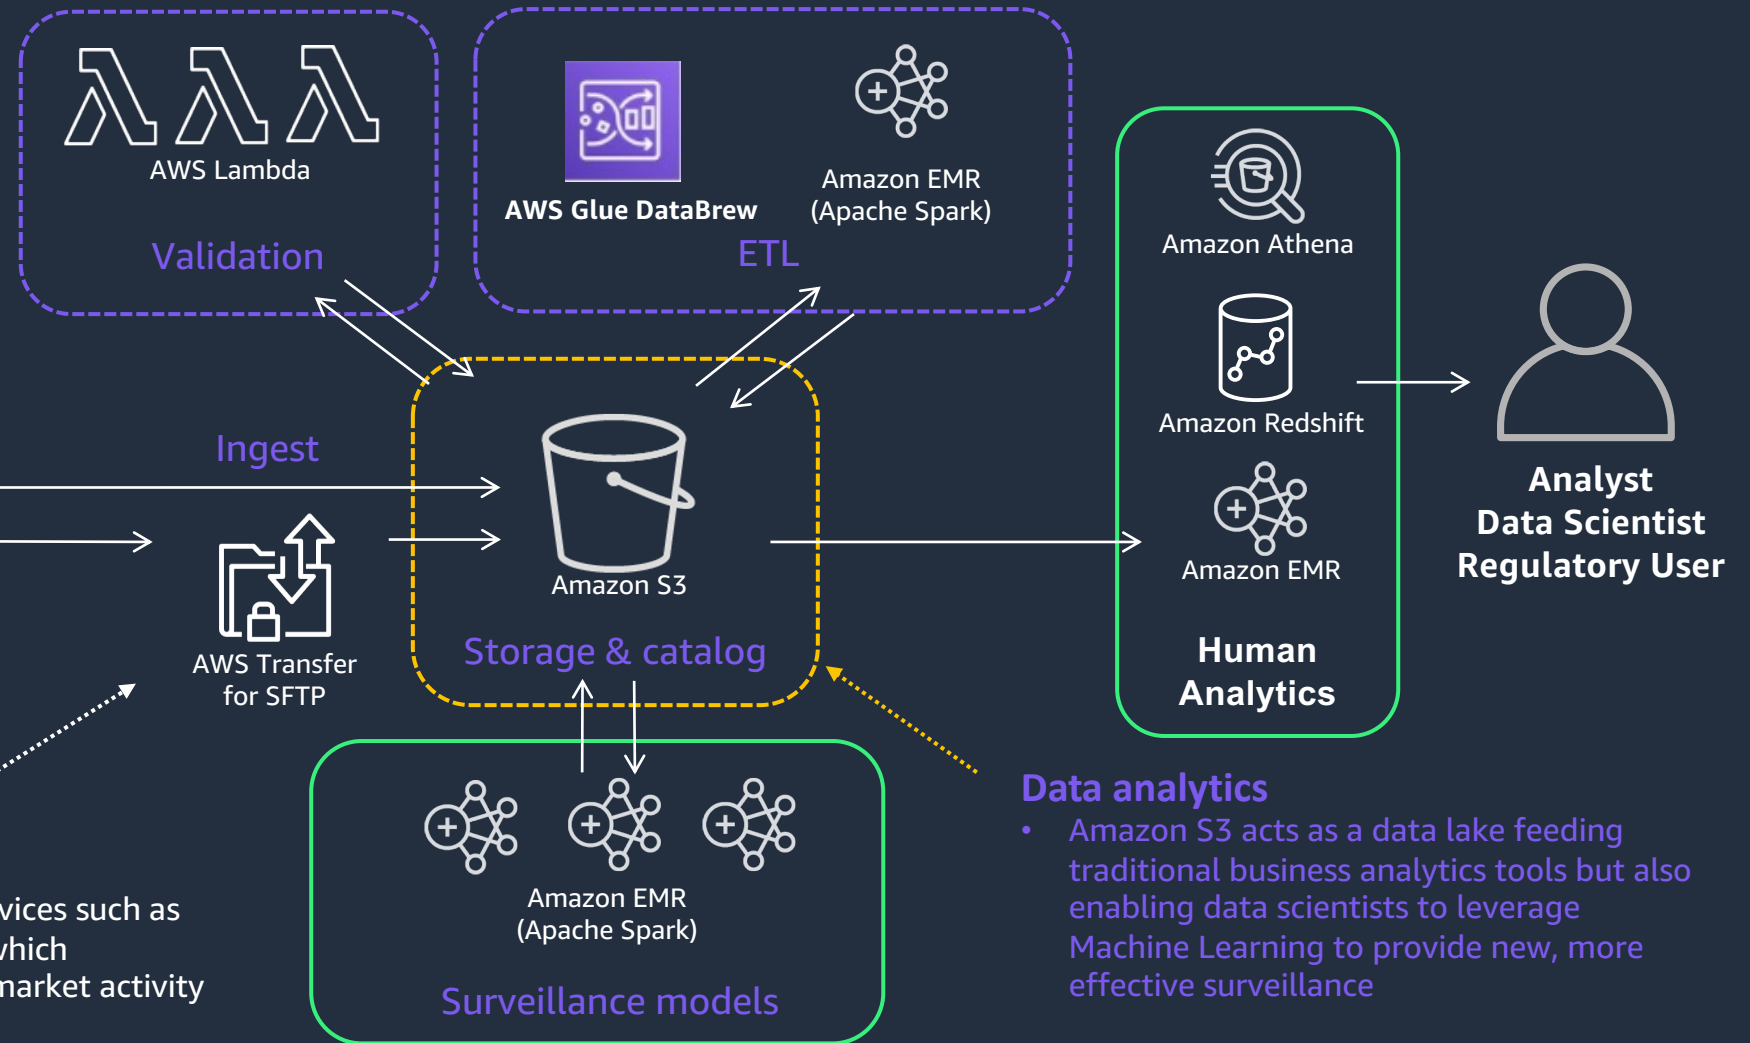 AWS Lambda
Validation
AWS Glue DataBrew
Amazon EMR
(Apache Spark)
ETL
Amazon Athena
Amazon Redshift
Amazon EMR
Human
Analytics
Analyst
Data Scientist
Regulatory User
Ingest
Amazon S3
Storage & catalog
AWS Transfer
for SFTP
Amazon EMR
(Apache Spark)
Surveillance models
such as
market activity
Data analytics
• Amazon S3 acts as a data lake feeding
traditional business analytics tools but also
enabling data scientists to leverage
Machine Learning to provide new, more
effective surveillance